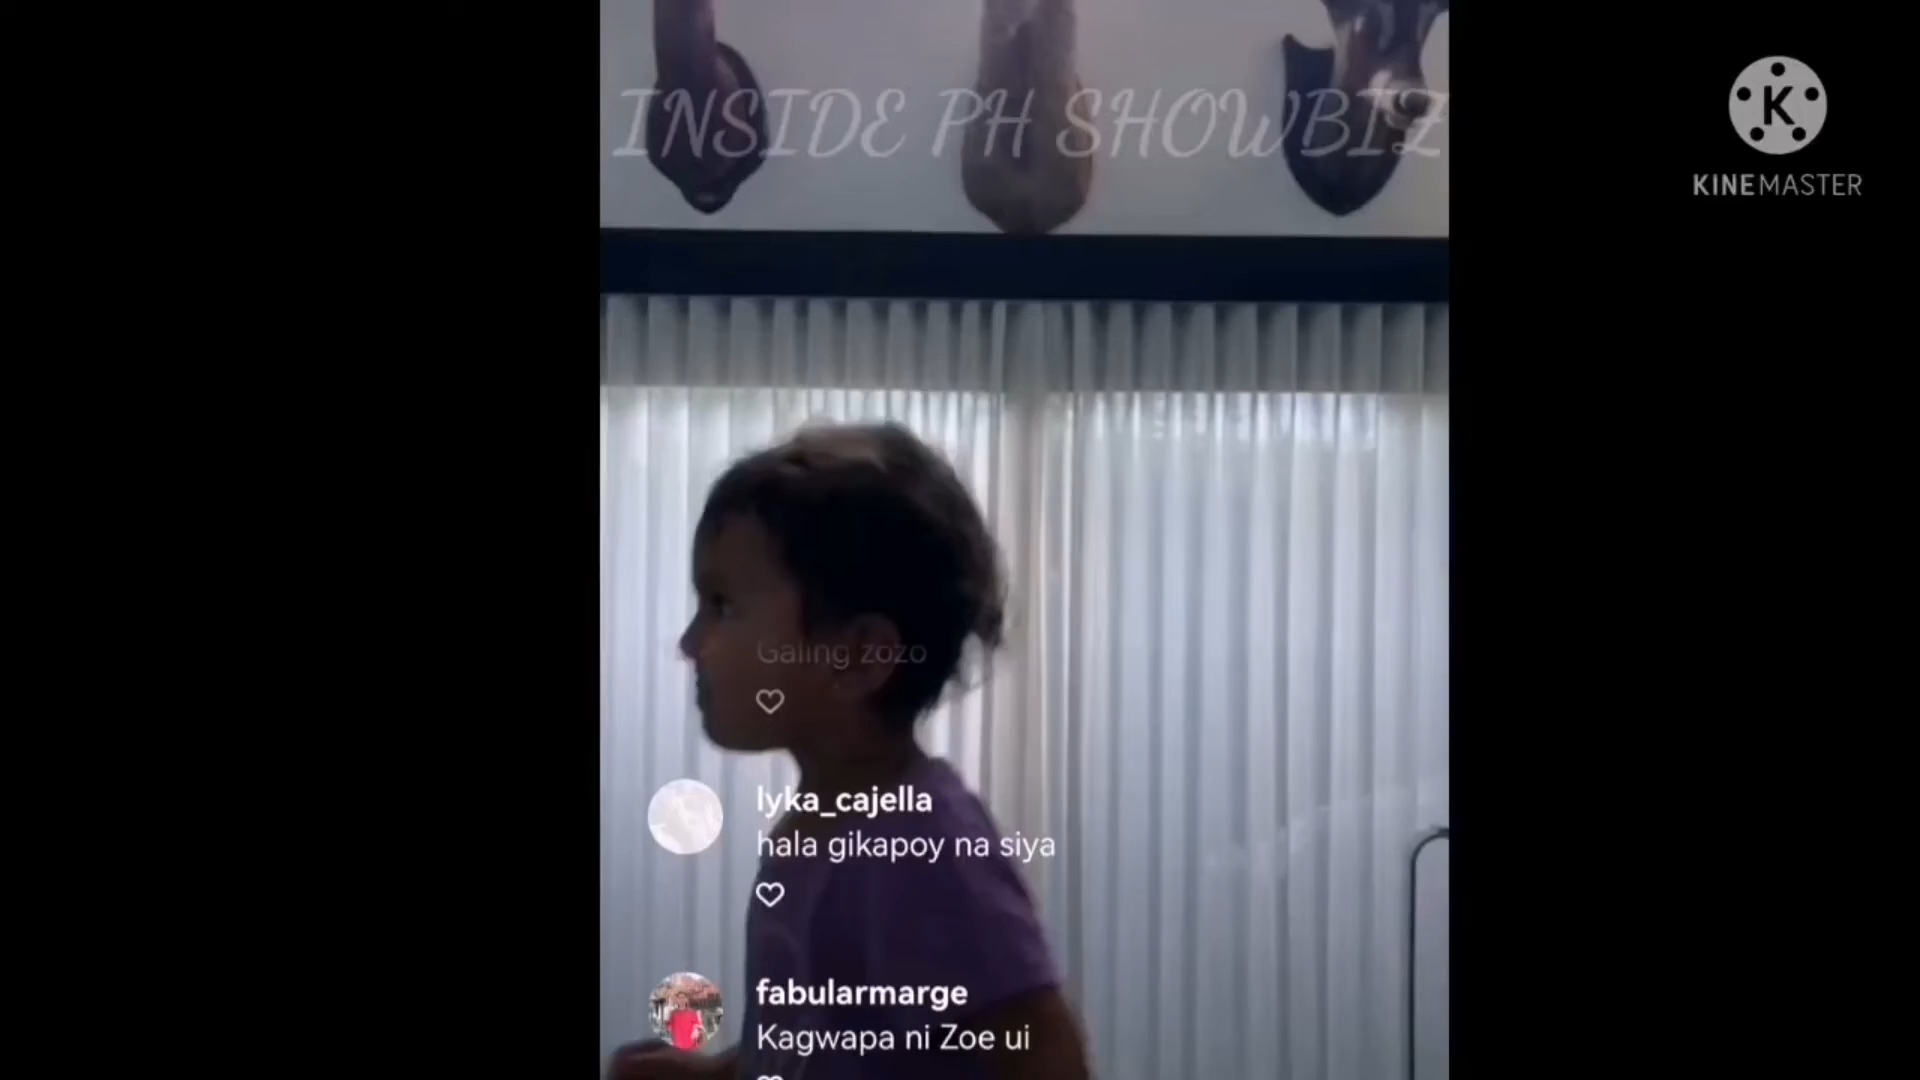 INSIDE PH SHOWBIZ
K
KINEMASTER
Galing zozo
lyka_cajella
hala gikapoy na siya
fabularmarge
Kagwapa ni Zoe ui